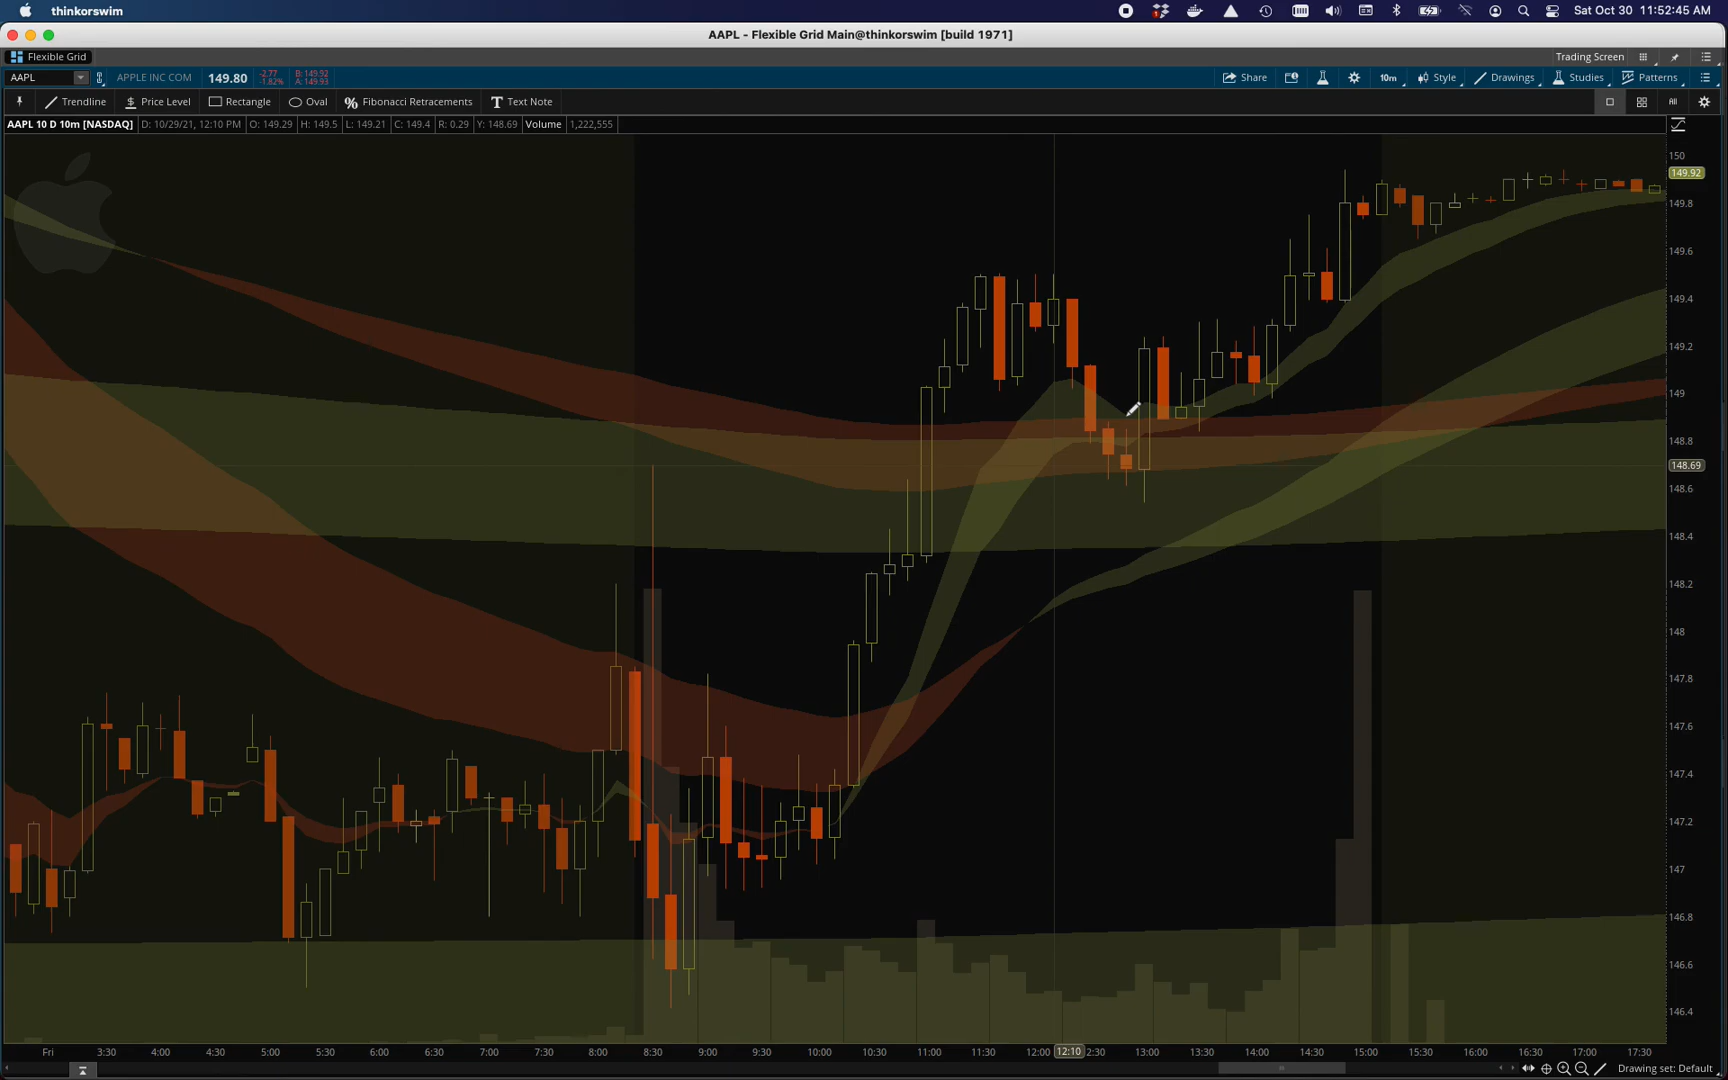 thinkorswim Sat Oct 30 11:52:45 AM
AAPL - Flexible Grid Main@thinkorswim [build 1971]
Flexible Grid Trading Screen
AAPL APPLE INC COM 149.80 -2.77 -1.82% B: 149.92 A: 149.93 Share 10m Style Drawings Studies Patterns
Trendline Price Level Rectangle Oval Fibonacci Retracements Text Note All
AAPL 10 D 10m [NASDAQ] D: 10/29/21, 12:10 PM O: 149.29 H: 149.5 L: 149.21 C: 149.4 R: 0.29 Y: 148.69 Volume 1,222,555
150
149.92
149.8
149.6
149.4
149.2
149
148.8
148.69
148.6
148.4
148.2
148
147.8
147.6
147.4
147.2
147
146.8
146.6
146.4
Fri 3:30 4:00 4:30 5:00 5:30 6:00 6:30 7:00 7:30 8:00 8:30 9:00 9:30 10:00 10:30 11:00 11:30 12:00 12:10 2:30 13:00 13:30 14:00 14:30 15:00 15:30 16:00 16:30 17:00 17:30
Drawing set: Default